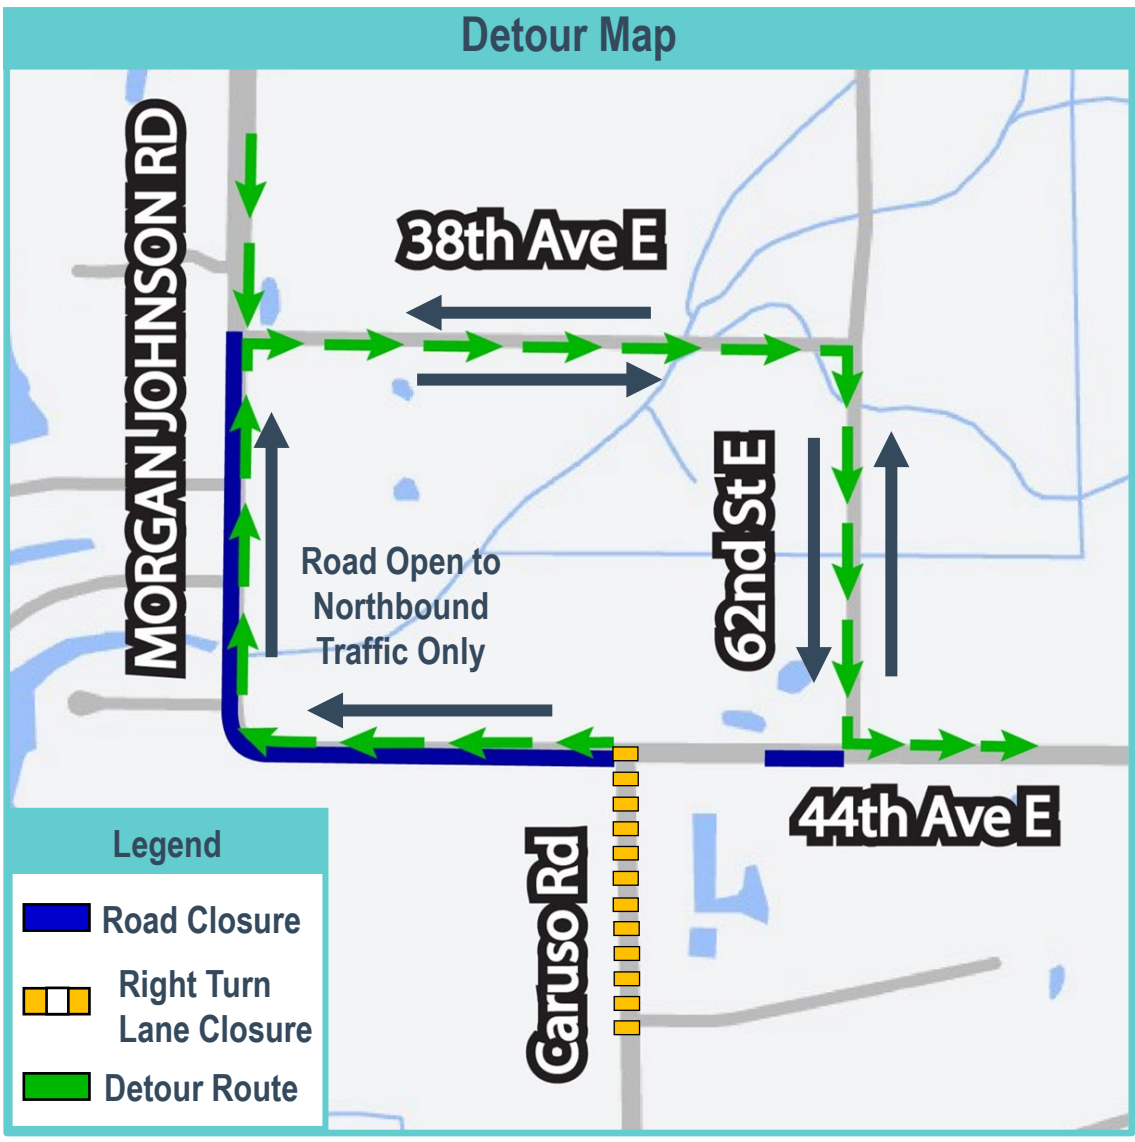 Detour Map
MORGAN JOHNSON RD
38th Ave E
62nd St E
Road Open to
Northbound
Traffic Only
44th Ave E
Caruso Rd
Legend
Road Closure
Right Turn
Lane Closure
Detour Route